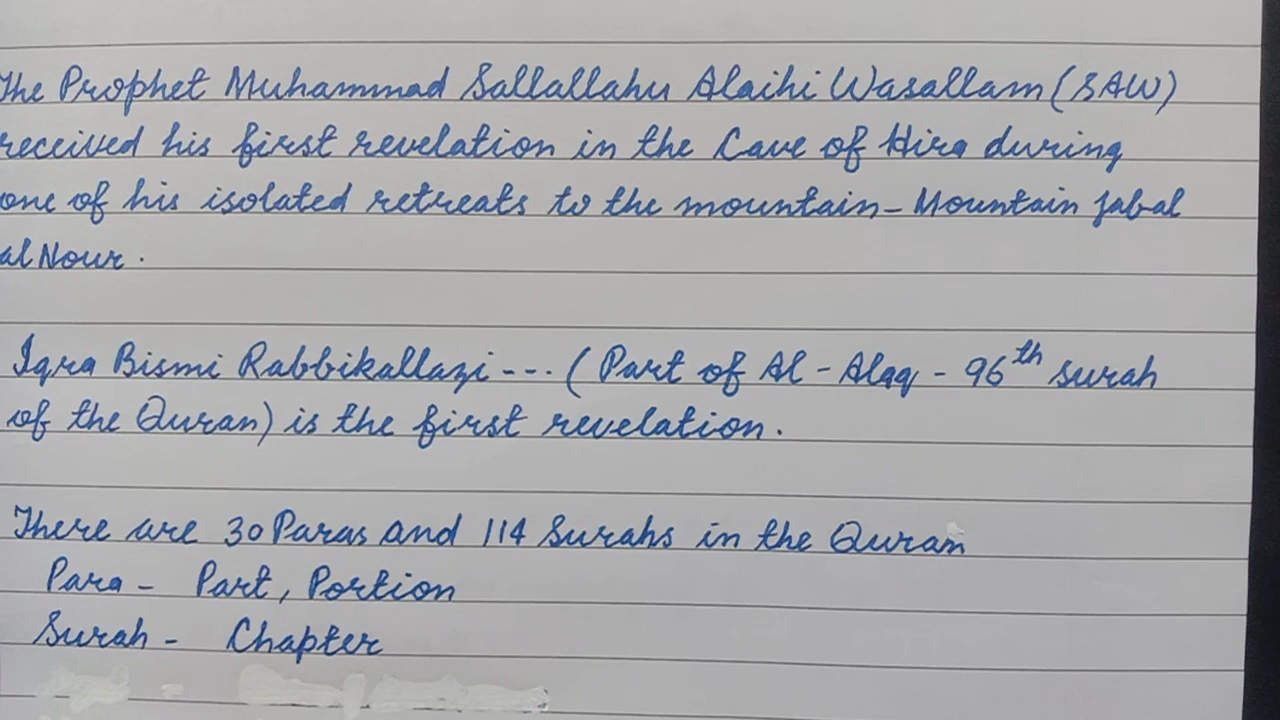 The Prophet Muhammad Sallallahu Alaihi Wasallam (SAW)
received his first revelation in the Cave of Hira during
one of his isolated retreats to the mountain - Mountain Jabal
al Nour.
Iqra Bismi Rabbikallazi --- (Part of Al - Alaq - 96th surah
of the Quran) is the first revelation.
There are 30 Paras and 114 Surahs in the Quran
Para - Part, Portion
Surah - Chapter